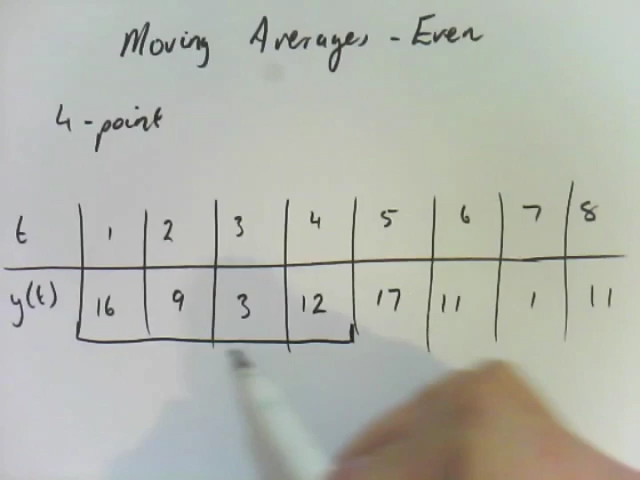 Moving Averages - Even
4-point
t 1 2 3 4 5 6 7 8
y(t) 16 9 3 12 17 11 1 11